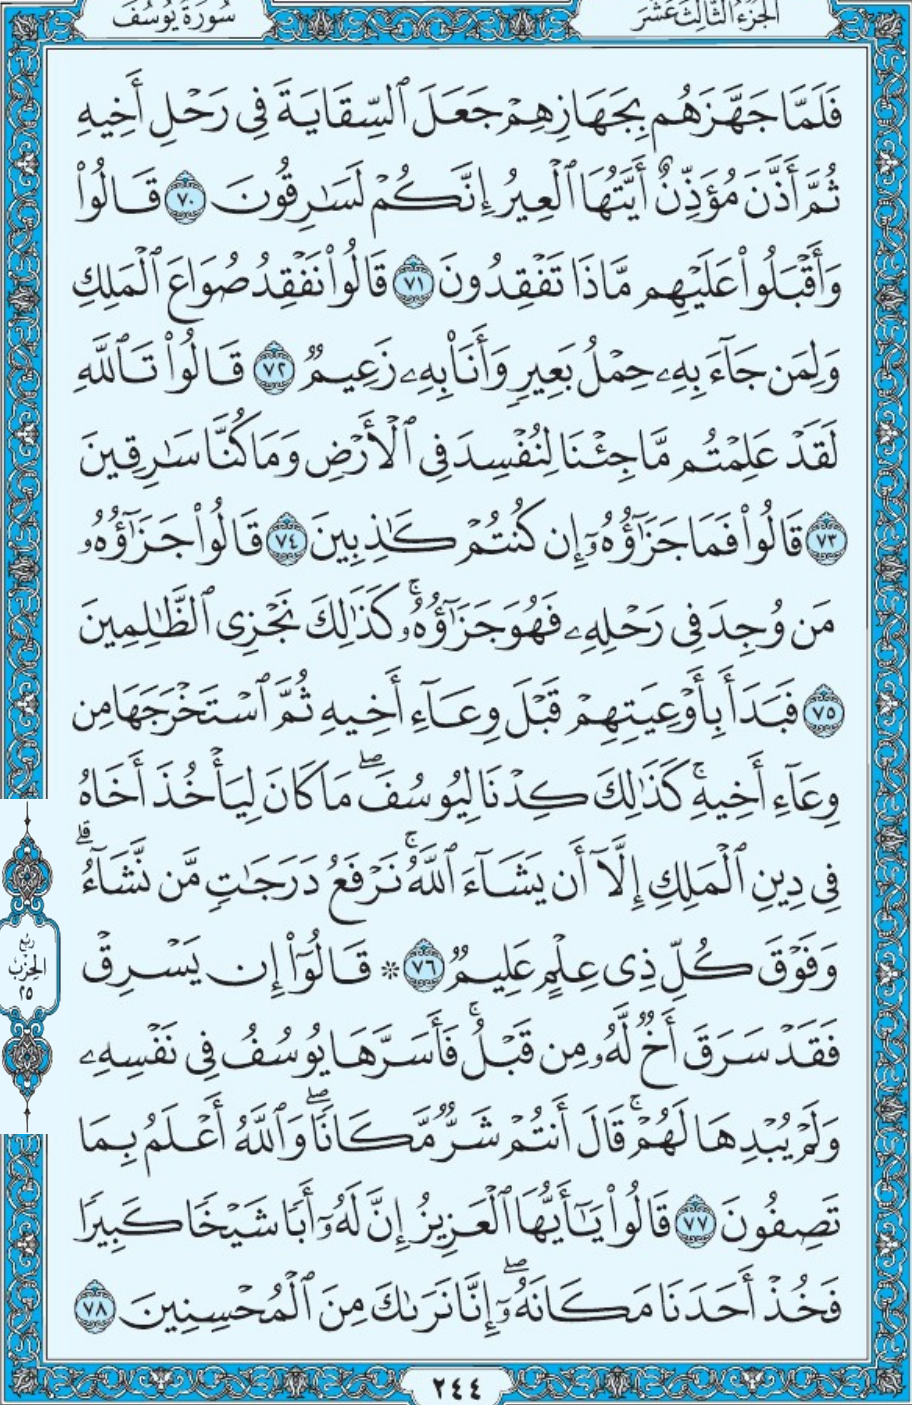 الجزء الثالث عشر
سورة يوسف
فَلَمَّا جَهَّزَهُم بِجَهَازِهِمْ جَعَلَ ٱلسِّقَايَةَ فِى رَحْلِ أَخِيهِ
ثُمَّ أَذَّنَ مُؤَذِّنٌ أَيَّتُهَا ٱلْعِيرُ إِنَّكُمْ لَسَٰرِقُونَ ٧٠ قَالُوا۟
وَأَقْبَلُوا۟ عَلَيْهِم مَّاذَا تَفْقِدُونَ ٧١ قَالُوا۟ نَفْقِدُ صُوَاعَ ٱلْمَلِكِ
وَلِمَن جَآءَ بِهِۦ حِمْلُ بَعِيرٍ وَأَنَا۠ بِهِۦ زَعِيمٌ ٧٢ قَالُوا۟ تَٱللَّهِ
لَقَدْ عَلِمْتُم مَّا جِئْنَا لِنُفْسِدَ فِى ٱلْأَرْضِ وَمَا كُنَّا سَٰرِقِينَ
٧٣ قَالُوا۟ فَمَا جَزَٰٓؤُهُۥٓ إِن كُنتُمْ كَٰذِبِينَ ٧٤ قَالُوا۟ جَزَٰٓؤُهُۥ
مَن وُجِدَ فِى رَحْلِهِۦ فَهُوَ جَزَٰٓؤُهُۥ ۚ كَذَٰلِكَ نَجْزِى ٱلظَّٰلِمِينَ
٧٥ فَبَدَأَ بِأَوْعِيَتِهِمْ قَبْلَ وِعَآءِ أَخِيهِ ثُمَّ ٱسْتَخْرَجَهَا مِن
وِعَآءِ أَخِيهِ ۚ كَذَٰلِكَ كِدْنَا لِيُوسُفَ ۖ مَا كَانَ لِيَأْخُذَ أَخَاهُ
فِى دِينِ ٱلْمَلِكِ إِلَّآ أَن يَشَآءَ ٱللَّهُ ۚ نَرْفَعُ دَرَجَٰتٍ مَّن نَّشَآءُ ۗ
وَفَوْقَ كُلِّ ذِى عِلْمٍ عَلِيمٌ ٧٦ ۞ قَالُوٓا۟ إِن يَسْرِقْ
فَقَدْ سَرَقَ أَخٌ لَّهُۥ مِن قَبْلُ ۚ فَأَسَرَّهَا يُوسُفُ فِى نَفْسِهِۦ
وَلَمْ يُبْدِهَا لَهُمْ ۚ قَالَ أَنتُمْ شَرٌّ مَّكَانًا ۖ وَٱللَّهُ أَعْلَمُ بِمَا
تَصِفُونَ ٧٧ قَالُوا۟ يَٰٓأَيُّهَا ٱلْعَزِيزُ إِنَّ لَهُۥٓ أَبًا شَيْخًا كَبِيرًا
فَخُذْ أَحَدَنَا مَكَانَهُۥٓ ۖ إِنَّا نَرَىٰكَ مِنَ ٱلْمُحْسِنِينَ ٧٨
ربع
الحزب
٢٥
٢٤٤